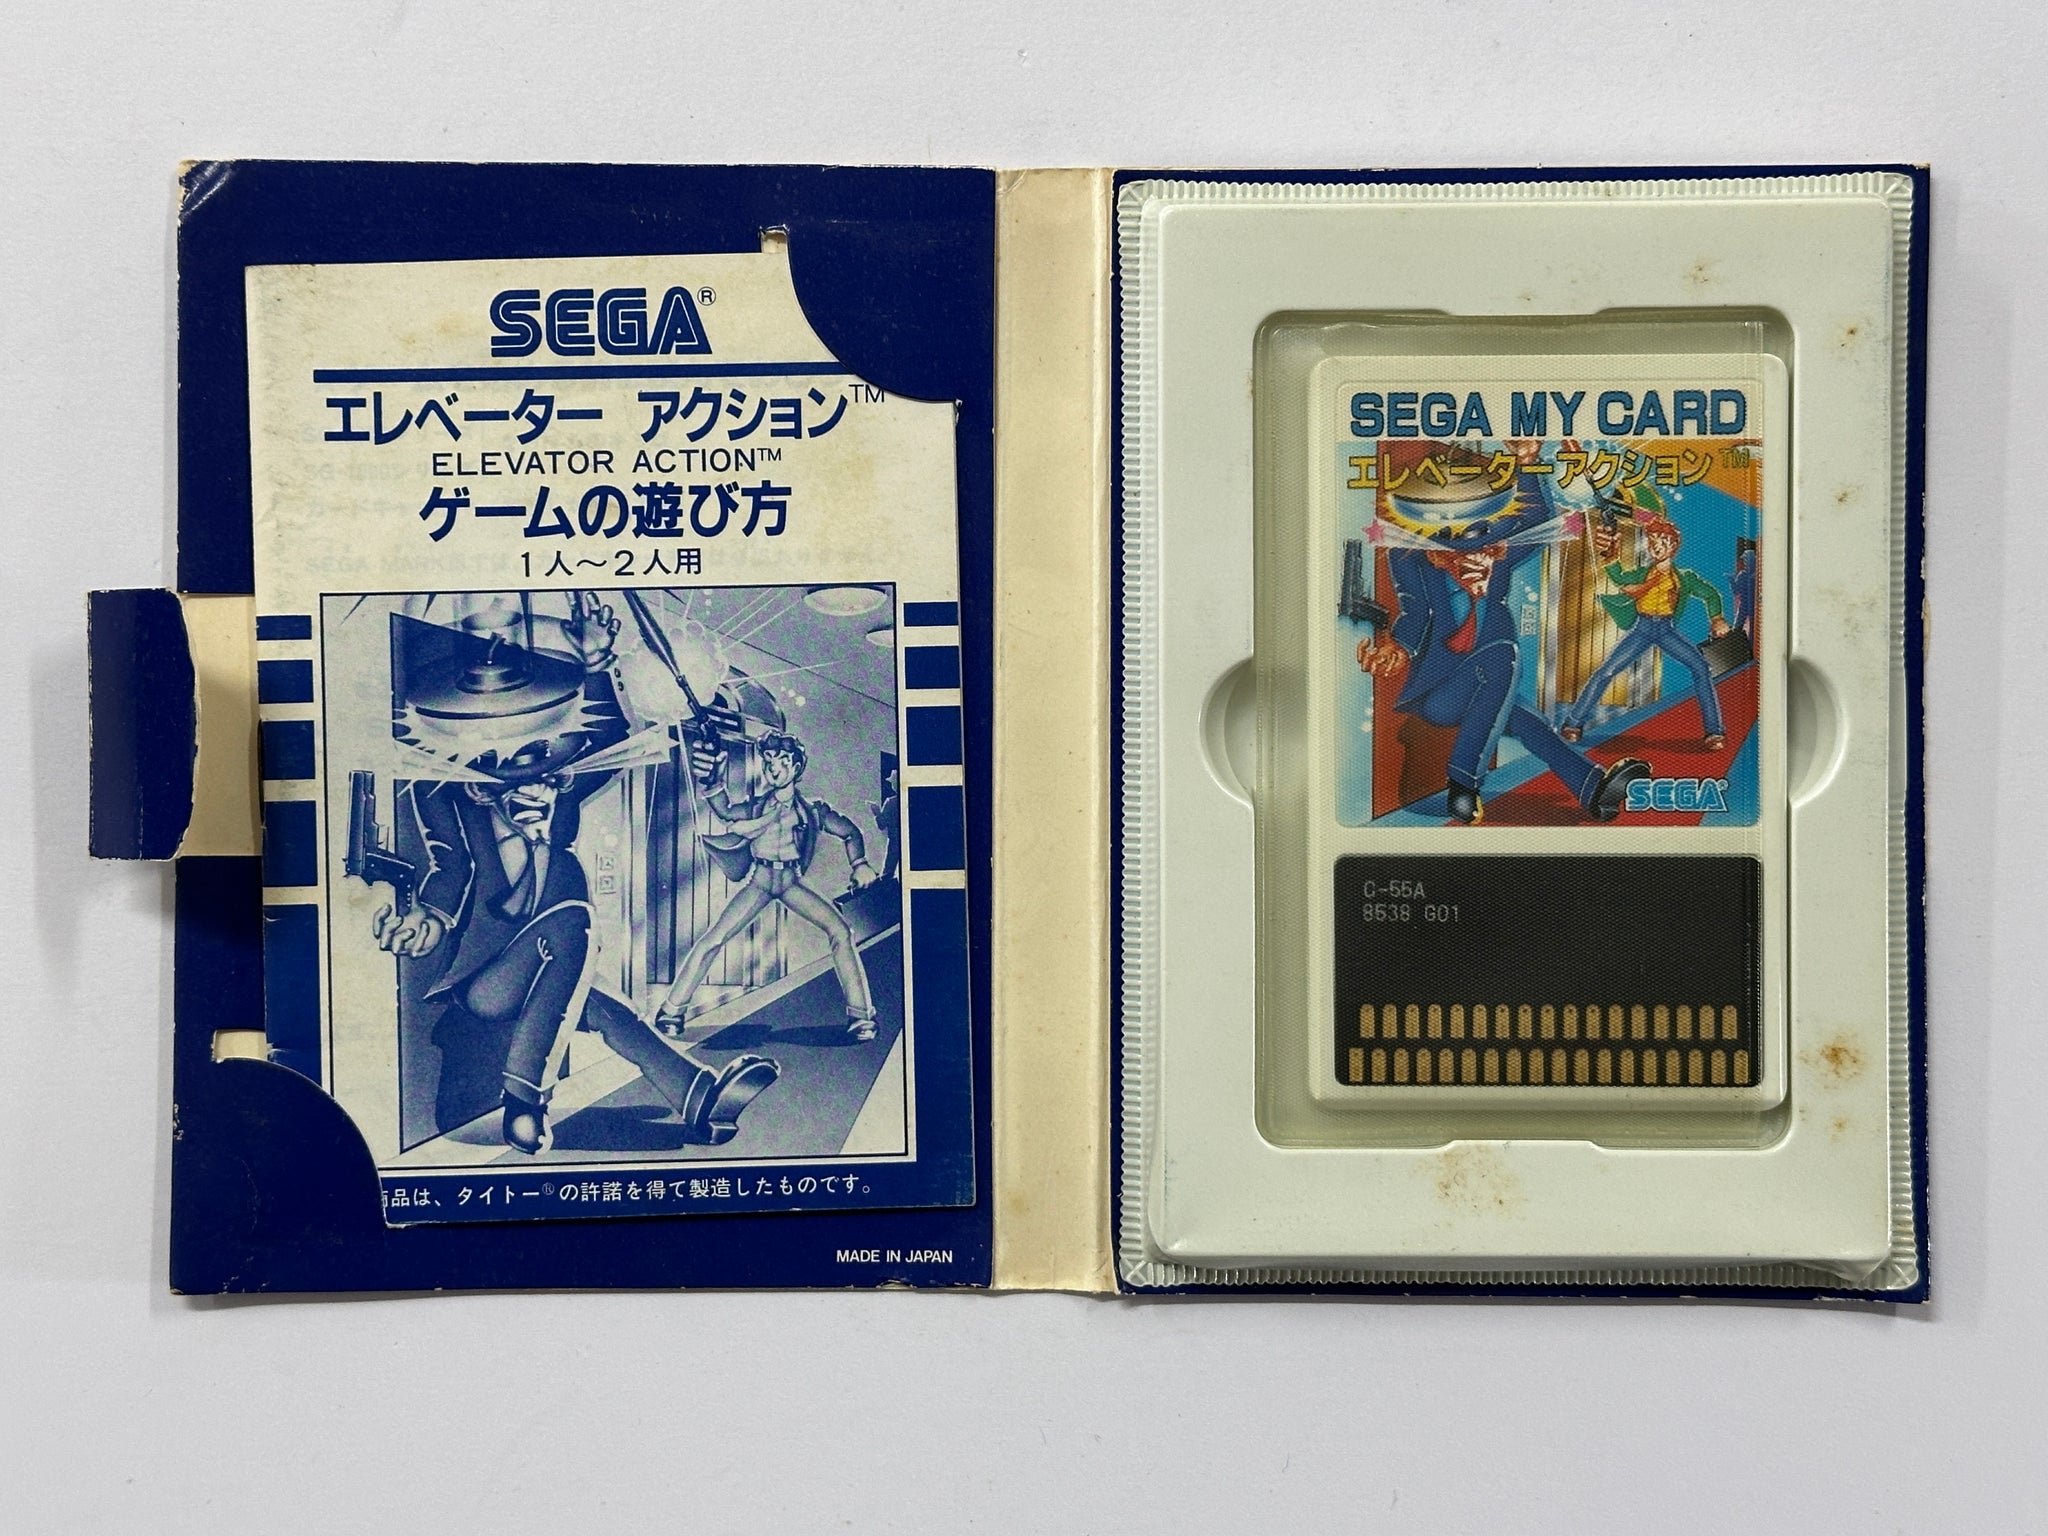 SEGA®
エレベーター アクション™
ELEVATOR ACTION™
ゲームの遊び方
1人～2人用
品は、タイトー®の許諾を得て製造したものです。
MADE IN JAPAN
SEGA MY CARD
エレベーターアクション™
SEGA®
C-55A
8538 G01